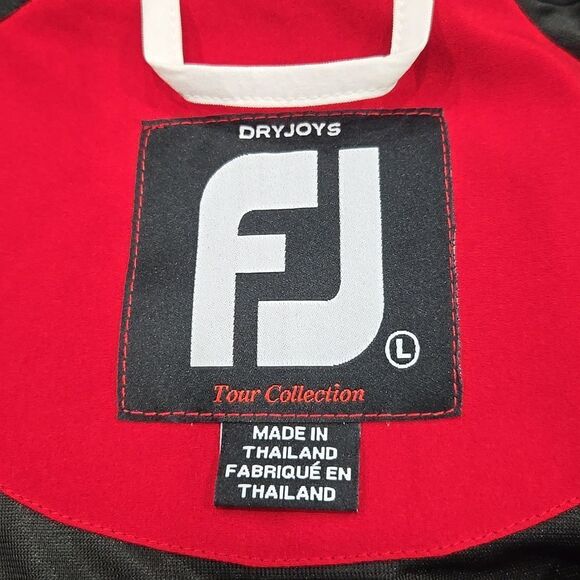 DRYJOYS
FJ
L
Tour Collection
MADE IN
THAILAND
FABRIQUÉ EN
THAILAND